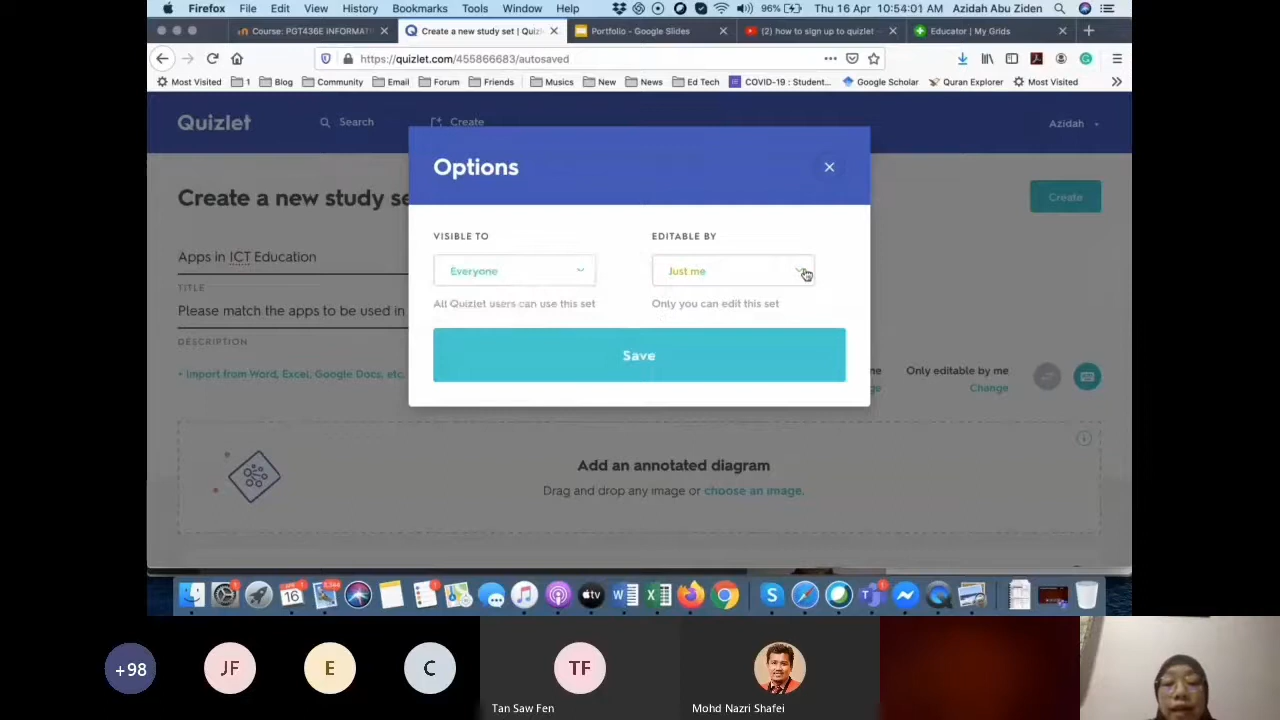 Firefox File Edit View History Bookmarks Tools Window Help 96% Thu 16 Apr 10:54:01 AM Azidah Abu Ziden
Course: PGT436E INFORMATI Create a new study set | Quiz Portfolio - Google Slides (2) how to sign up to quizlet - Educator | My Grids
https://quizlet.com/455866683/autosaved
Most Visited 1 Blog Community Email Forum Friends Musics New News Ed Tech COVID-19 : Student... Google Scholar Quran Explorer Most Visited
Quizlet Search Create Azidah
Options
Create a new study se Create
VISIBLE TO EDITABLE BY
Apps in ICT Education
Everyone Just me
TITLE
All Quizlet users can use this set Only you can edit this set
Please match the apps to be used in
DESCRIPTION
Save
+ Import from Word, Excel, Google Docs, etc. me Only editable by me
ge Change
Add an annotated diagram
Drag and drop any image or choose an image.
16 tv
+98 JF E C TF
Tan Saw Fen Mohd Nazri Shafei